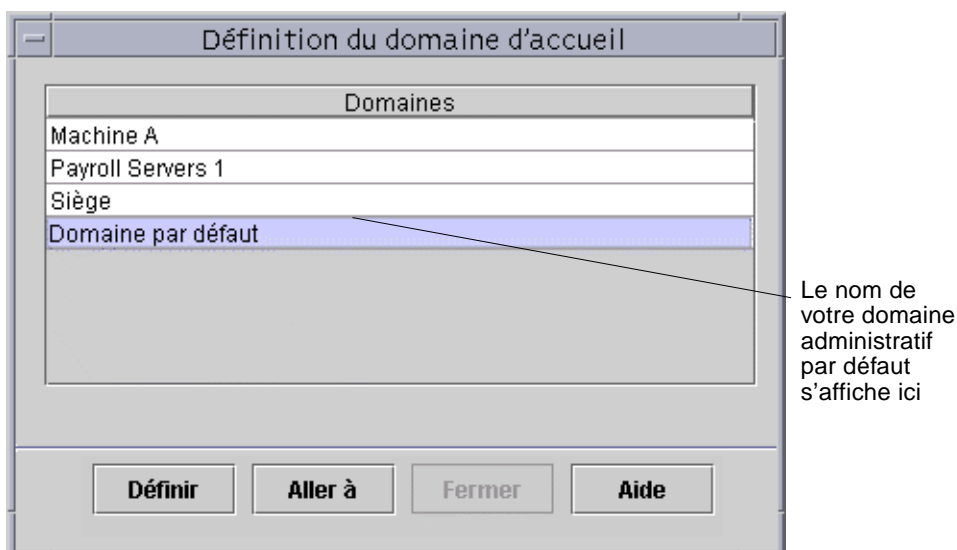 Définition du domaine d'accueil
Domaines
Machine A
Payroll Servers 1
Siège
Domaine par défaut
Le nom de
votre domaine
administratif
par défaut
s'affiche ici
Définir Aller à Fermer Aide